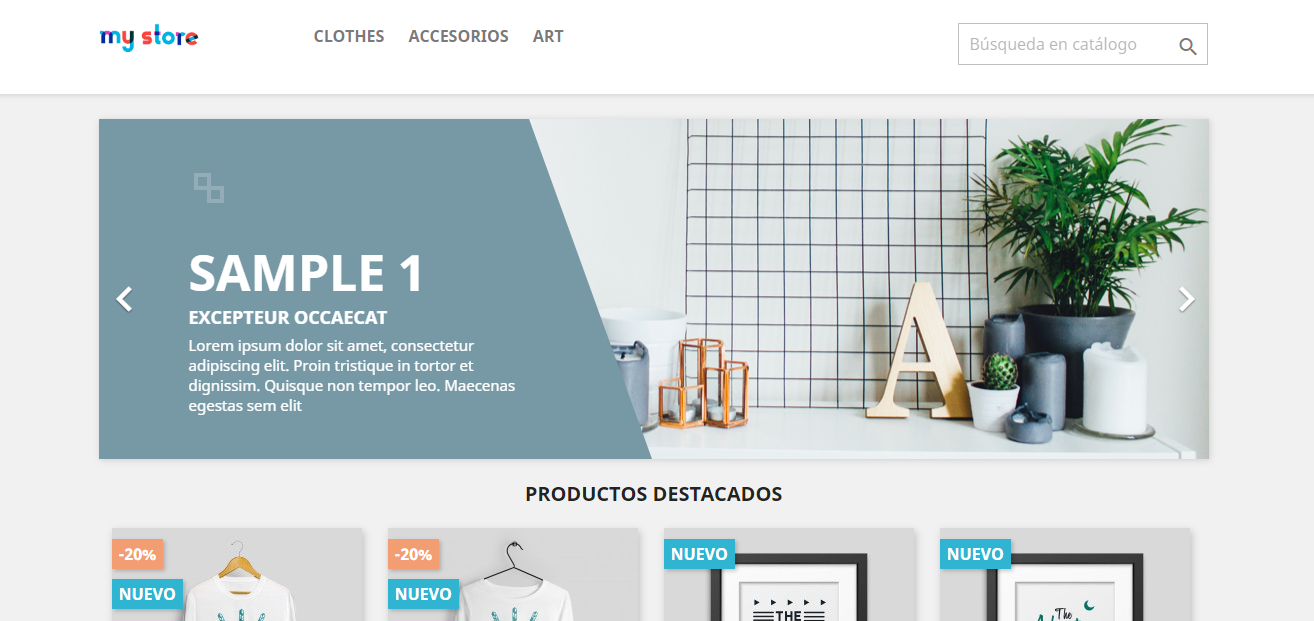 my store
CLOTHES ACCESORIOS ART
Búsqueda en catálogo
SAMPLE 1
EXCEPTEUR OCCAECAT
Lorem ipsum dolor sit amet, consectetur
adipiscing elit. Proin tristique in tortor et
dignissim. Quisque non tempor leo. Maecenas
egestas sem elit
A
PRODUCTOS DESTACADOS
-20%
NUEVO
-20%
NUEVO
NUEVO
THE
NUEVO
The